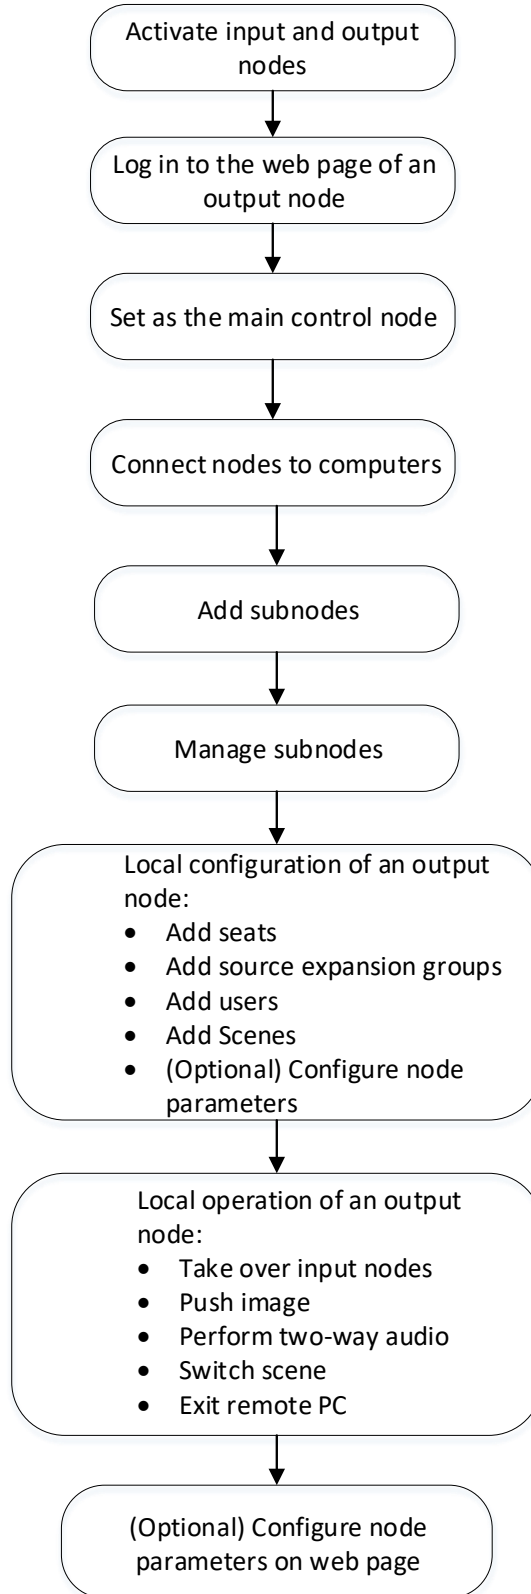 Activate input and output
nodes
Log in to the web page of an
output node
Set as the main control node
Connect nodes to computers
Add subnodes
Manage subnodes
Local configuration of an output
node:
• Add seats
• Add source expansion groups
• Add users
• Add Scenes
• (Optional) Configure node
parameters
Local operation of an output
node:
• Take over input nodes
• Push image
• Perform two-way audio
• Switch scene
• Exit remote PC
(Optional) Configure node
parameters on web page